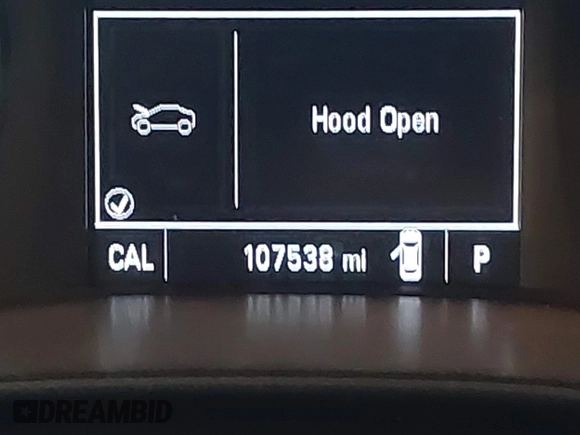 Hood Open
CAL 107538 mi P
DREAMBID